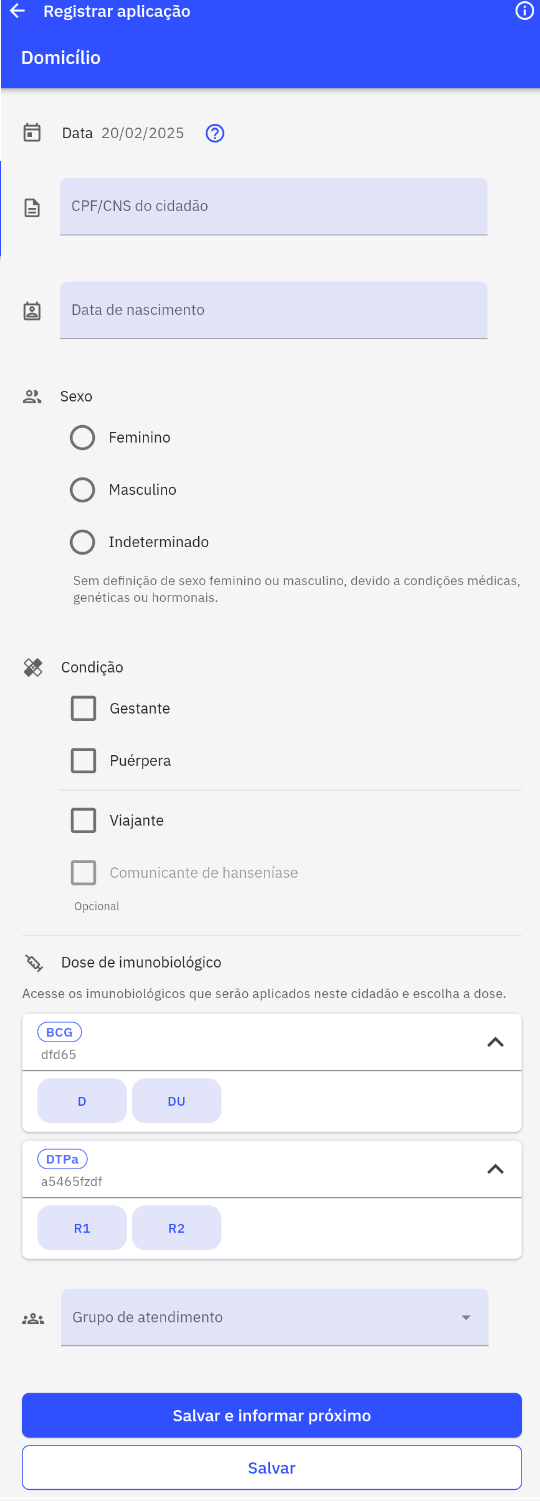 Registrar aplicação
Domicílio
Data 20/02/2025
CPF/CNS do cidadão
Data de nascimento
Sexo
Feminino
Masculino
Indeterminado
Sem definição de sexo feminino ou masculino, devido a condições médicas,
genéticas ou hormonais.
Condição
Gestante
Puérpera
Viajante
Comunicante de hanseníase
Opcional
Dose de imunobiológico
Acesse os imunobiológicos que serão aplicados neste cidadão e escolha a dose.
BCG
dfd65
D DU
DTPa
a5465fzdf
R1 R2
Grupo de atendimento
Salvar e informar próximo
Salvar